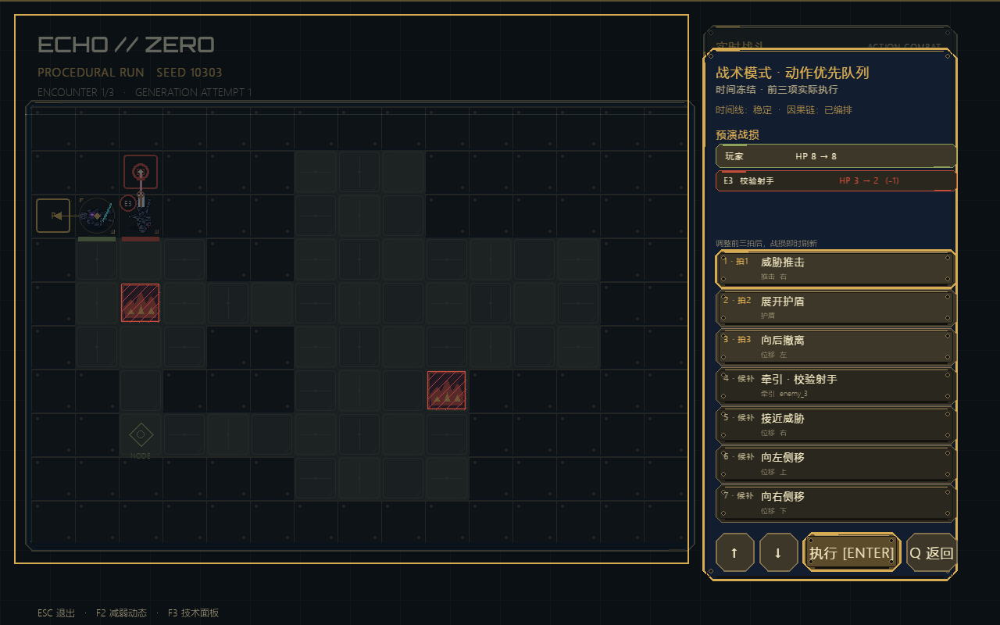 ECHO // ZERO
PROCEDURAL RUN SEED 10303
ENCOUNTER 1/3 · GENERATION ATTEMPT 1
E3
NODE
ESC 退出 · F2 减弱动态 · F3 技术面板
实时战斗 ACTION COMBAT
战术模式 · 动作优先队列
时间冻结 · 前三项实际执行
时间线: 稳定 · 因果链: 已编排
预演战损
玩家 HP 8 → 8
E3 校验射手 HP 3 → 2 (-1)
调整前三拍后，战损即时刷新
1 · 拍1 威胁推击
推击 右
2 · 拍2 展开护盾
护盾
3 · 拍3 向后撤离
位移 左
4 · 候补 牵引 · 校验射手
牵引 enemy_3
5 · 候补 接近威胁
位移 右
6 · 候补 向左侧移
位移 上
7 · 候补 向右侧移
位移 下
↑ ↓ 执行 [ENTER] Q 返回